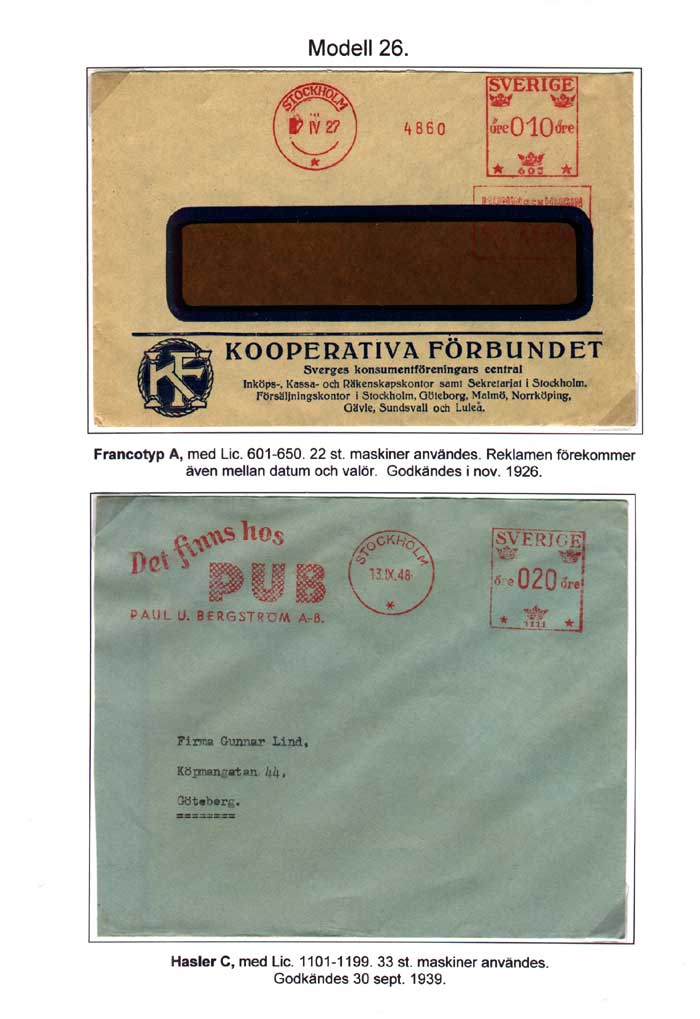 Modell 26.
STOCKHOLM
IV 27
4860
SVERIGE
öre 010 öre
605
KF
KOOPERATIVA FÖRBUNDET
Sverges konsumentföreningars central
Inköps-, Kassa- och Räkenskapskontor samt Sekretariat i Stockholm.
Försäljningskontor i Stockholm, Göteborg, Malmö, Norrköping,
Gävle, Sundsvall och Luleå.
Francotyp A, med Lic. 601-650. 22 st. maskiner användes. Reklamen förekommer
även mellan datum och valör. Godkändes i nov. 1926.
Det finns hos
PUB
PAUL U. BERGSTRÖM A-B.
STOCKHOLM
13.IX.48
SVERIGE
öre 020 öre
1111
Firma Gunnar Lind,
Köpmangatan 44,
Göteborg.
========
Hasler C, med Lic. 1101-1199. 33 st. maskiner användes.
Godkändes 30 sept. 1939.